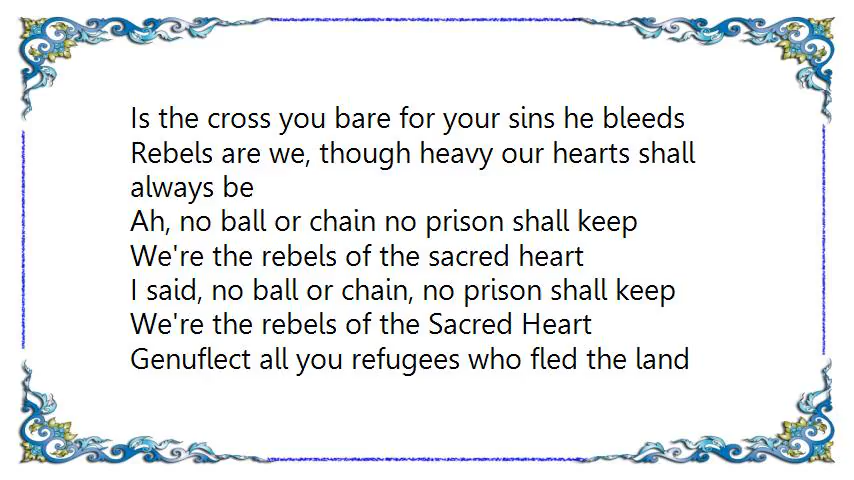 Is the cross you bare for your sins he bleeds
Rebels are we, though heavy our hearts shall
always be
Ah, no ball or chain no prison shall keep
We're the rebels of the sacred heart
I said, no ball or chain, no prison shall keep
We're the rebels of the Sacred Heart
Genuflect all you refugees who fled the land